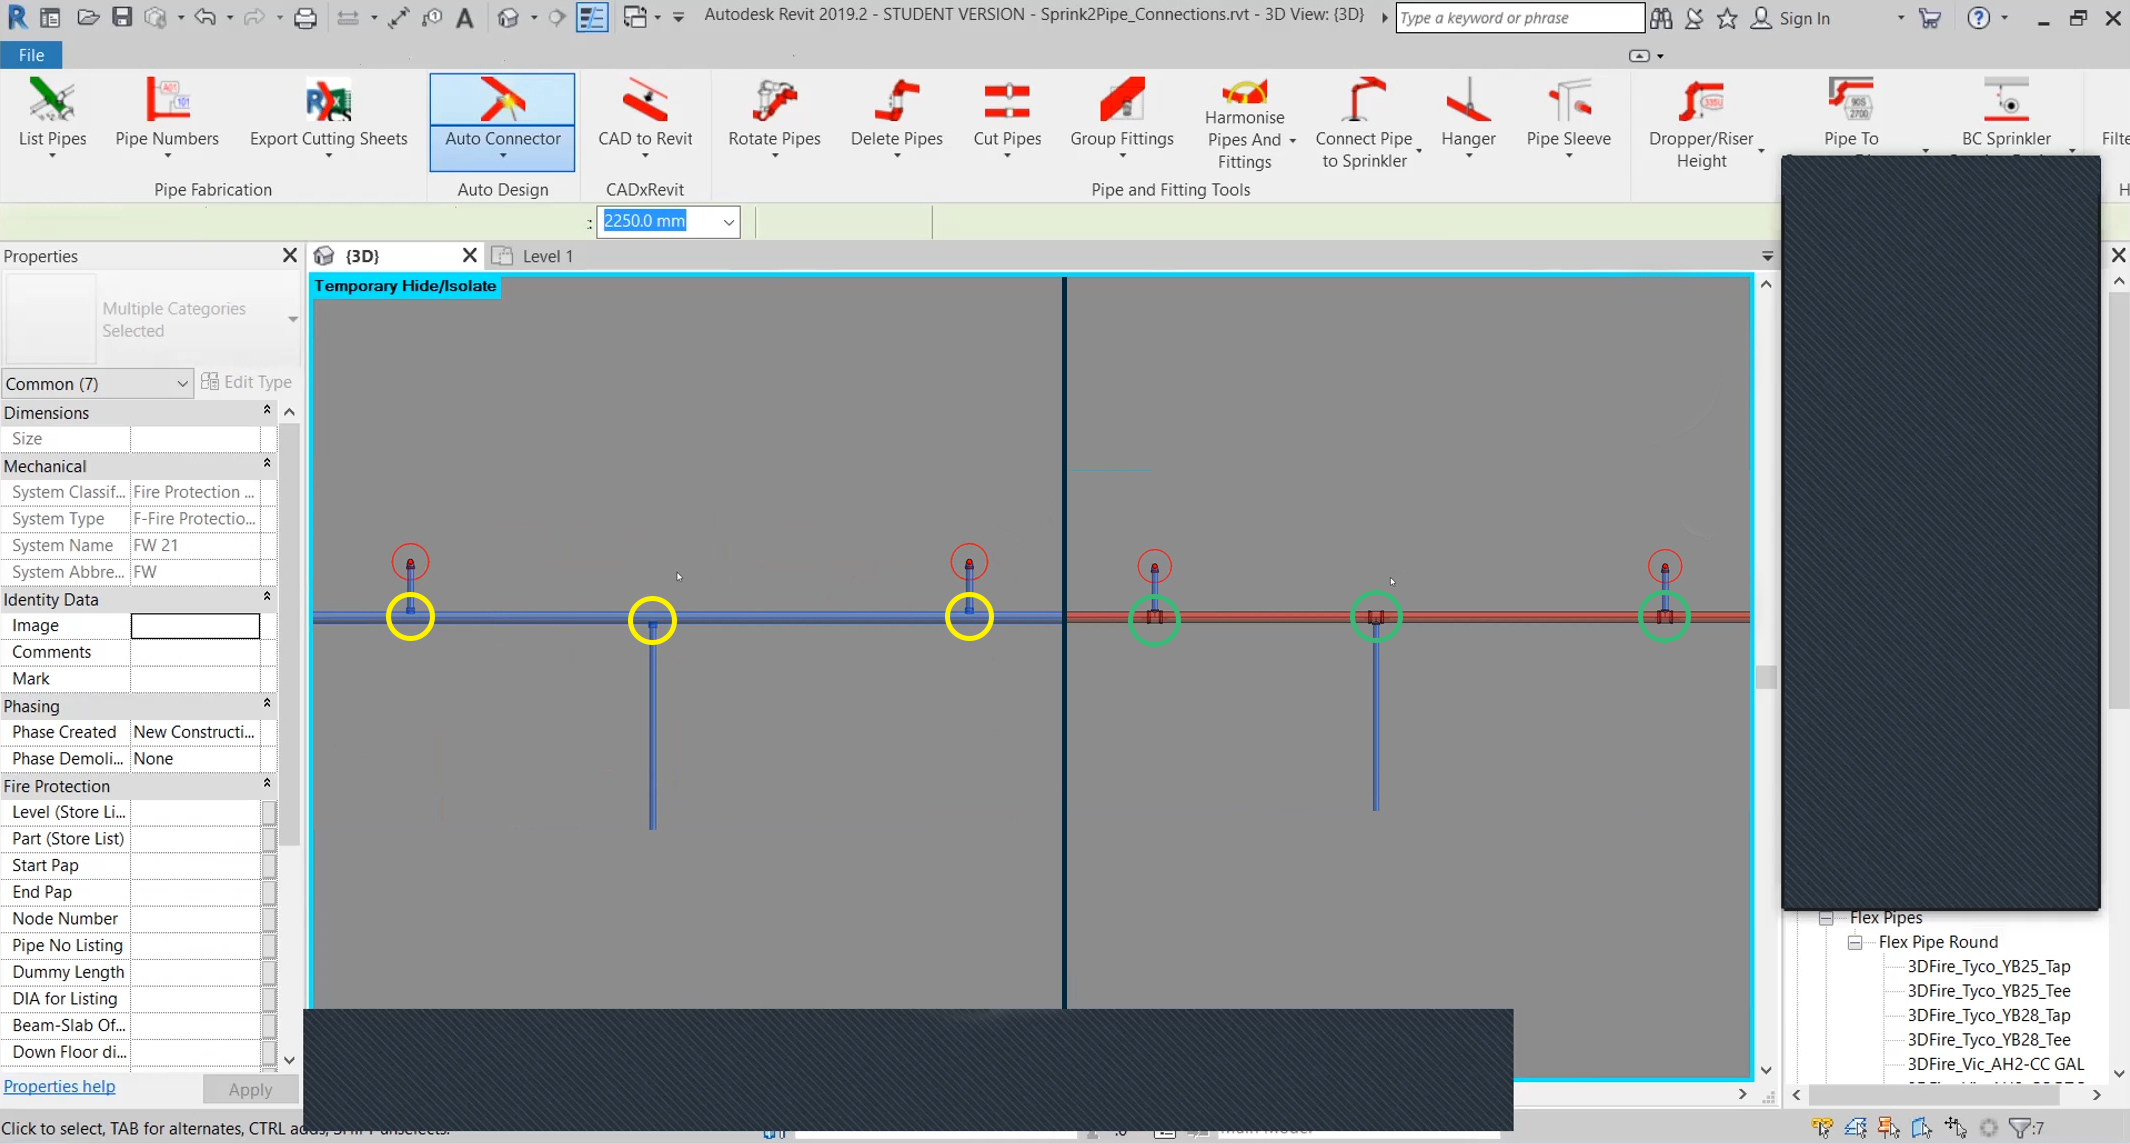 Autodesk Revit 2019.2 - STUDENT VERSION - Sprink2Pipe_Connections.rvt - 3D View: {3D}
Type a keyword or phrase
Sign In
File
List Pipes
Pipe Numbers
Export Cutting Sheets
Auto Connector
CAD to Revit
Rotate Pipes
Delete Pipes
Cut Pipes
Group Fittings
Harmonise
Pipes And
Fittings
Connect Pipe
to Sprinkler
Hanger
Pipe Sleeve
Dropper/Riser
Height
Pipe To
BC Sprinkler
Filte
Pipe Fabrication
Auto Design
CADxRevit
Pipe and Fitting Tools
H
: 2250.0 mm
Properties
{3D}
Level 1
Temporary Hide/Isolate
Multiple Categories
Selected
Common (7)
Edit Type
Dimensions
Size
Mechanical
System Classif... Fire Protection ...
System Type F-Fire Protectio...
System Name FW 21
System Abbre... FW
Identity Data
Image
Comments
Mark
Phasing
Phase Created New Constructi...
Phase Demoli... None
Fire Protection
Level (Store Li...
Part (Store List)
Start Pap
End Pap
Node Number
Pipe No Listing
Dummy Length
DIA for Listing
Beam-Slab Of...
Down Floor di...
Properties help
Apply
Flex Pipes
Flex Pipe Round
3DFire_Tyco_YB25_Tap
3DFire_Tyco_YB25_Tee
3DFire_Tyco_YB28_Tap
3DFire_Tyco_YB28_Tee
3DFire_Vic_AH2-CC GAL
Click to select, TAB for alternates, CTRL adds,
:7